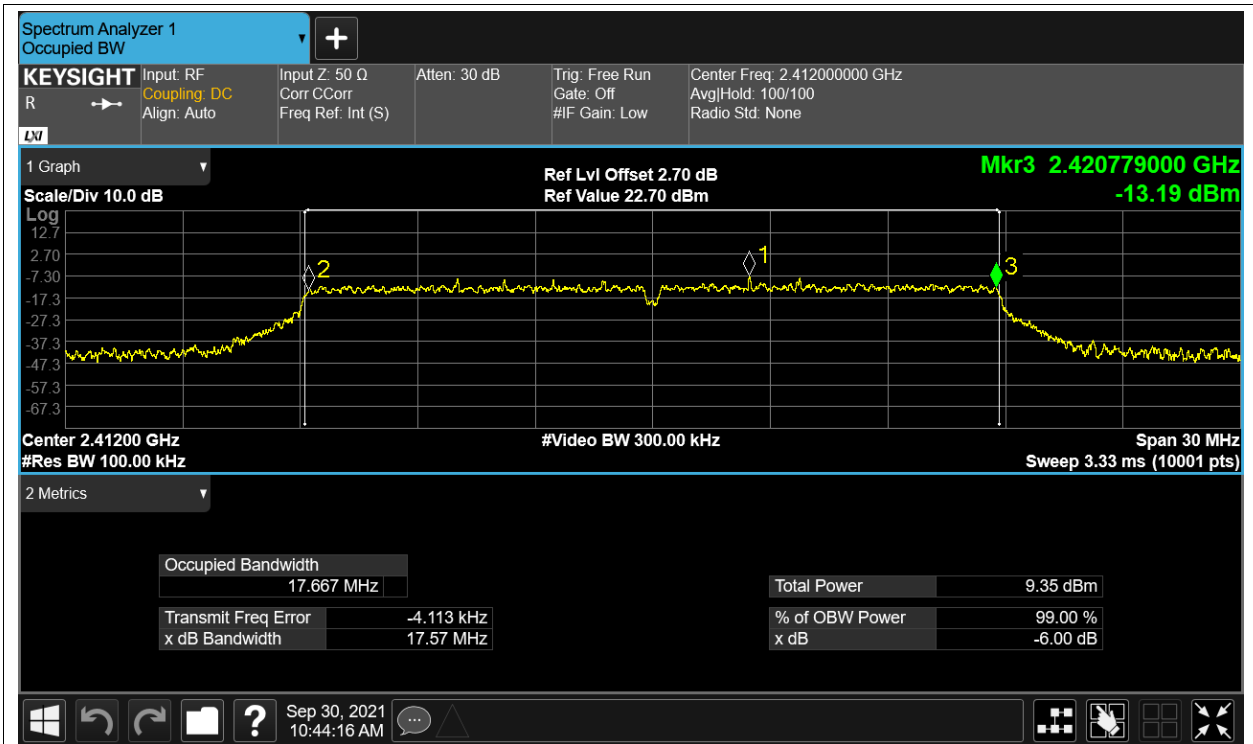 Spectrum Analyzer 1
Occupied BW
KEYSIGHT
R
LXI
Input: RF
Coupling: DC
Align: Auto
Input Z: 50 Ω
Corr CCorr
Freq Ref: Int (S)
Atten: 30 dB
Trig: Free Run
Gate: Off
#IF Gain: Low
Center Freq: 2.412000000 GHz
Avg|Hold: 100/100
Radio Std: None
1 Graph
Scale/Div 10.0 dB
Ref Lvl Offset 2.70 dB
Ref Value 22.70 dBm
Mkr3 2.420779000 GHz
-13.19 dBm
Log
12.7
2.70
-7.30
-17.3
-27.3
-37.3
-47.3
-57.3
-67.3
2
1
3
Center 2.41200 GHz
#Res BW 100.00 kHz
#Video BW 300.00 kHz
Span 30 MHz
Sweep 3.33 ms (10001 pts)
2 Metrics
Occupied Bandwidth
17.667 MHz
Transmit Freq Error -4.113 kHz
x dB Bandwidth 17.57 MHz
Total Power 9.35 dBm
% of OBW Power 99.00 %
x dB -6.00 dB
?
Sep 30, 2021
10:44:16 AM